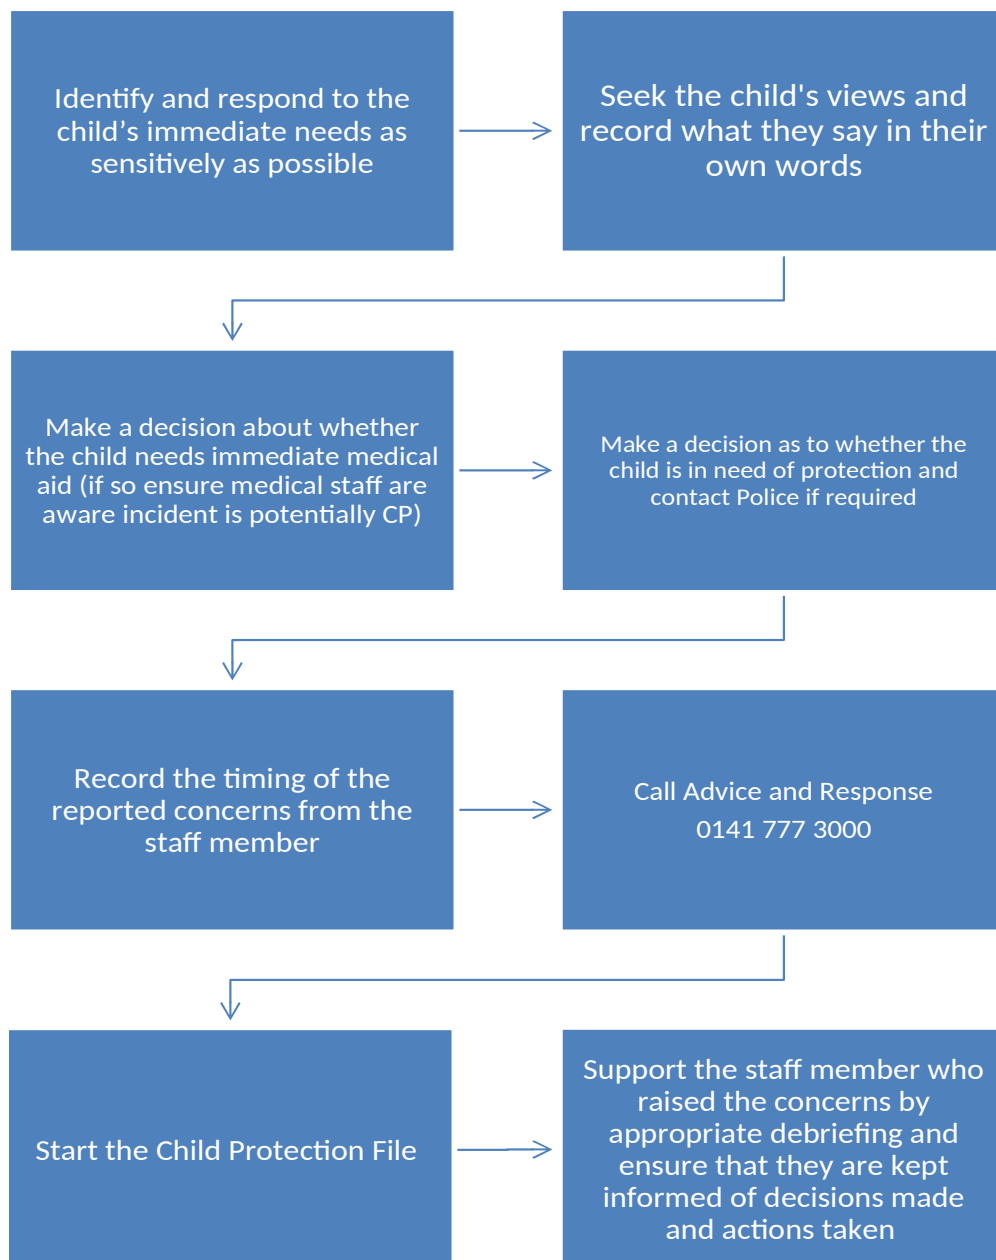 Identify and respond to the
child’s immediate needs as
sensitively as possible
Seek the child's views and
record what they say in their
own words
Make a decision about whether
the child needs immediate medical
aid (if so ensure medical staff are
aware incident is potentially CP)
Make a decision as to whether the
child is in need of protection and
contact Police if required
Record the timing of the
reported concerns from the
staff member
Call Advice and Response
0141 777 3000
Start the Child Protection File
Support the staff member who
raised the concerns by
appropriate debriefing and
ensure that they are kept
informed of decisions made
and actions taken